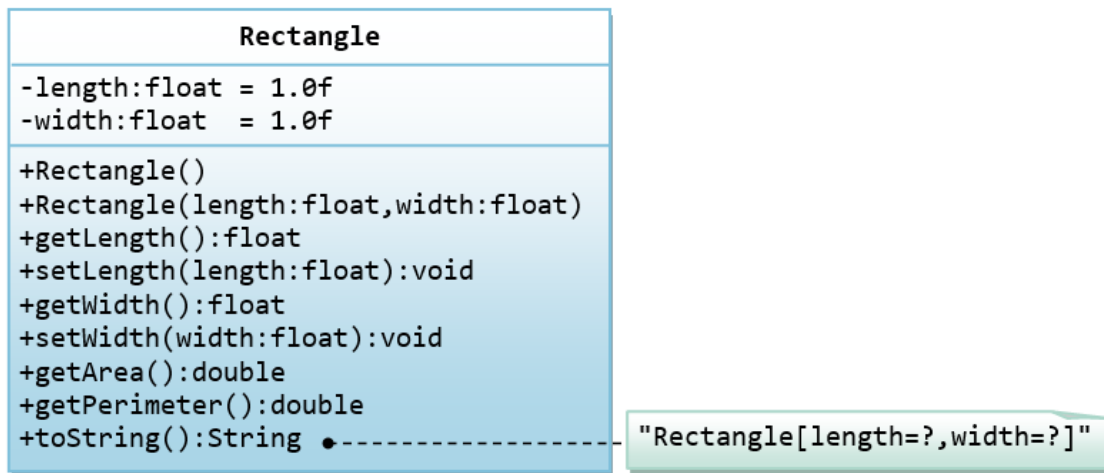 Rectangle
-length:float = 1.0f
-width:float  = 1.0f
+Rectangle()
+Rectangle(length:float,width:float)
+getLength():float
+setLength(length:float):void
+getWidth():float
+setWidth(width:float):void
+getArea():double
+getPerimeter():double
+toString():String
"Rectangle[length=?,width=?]"